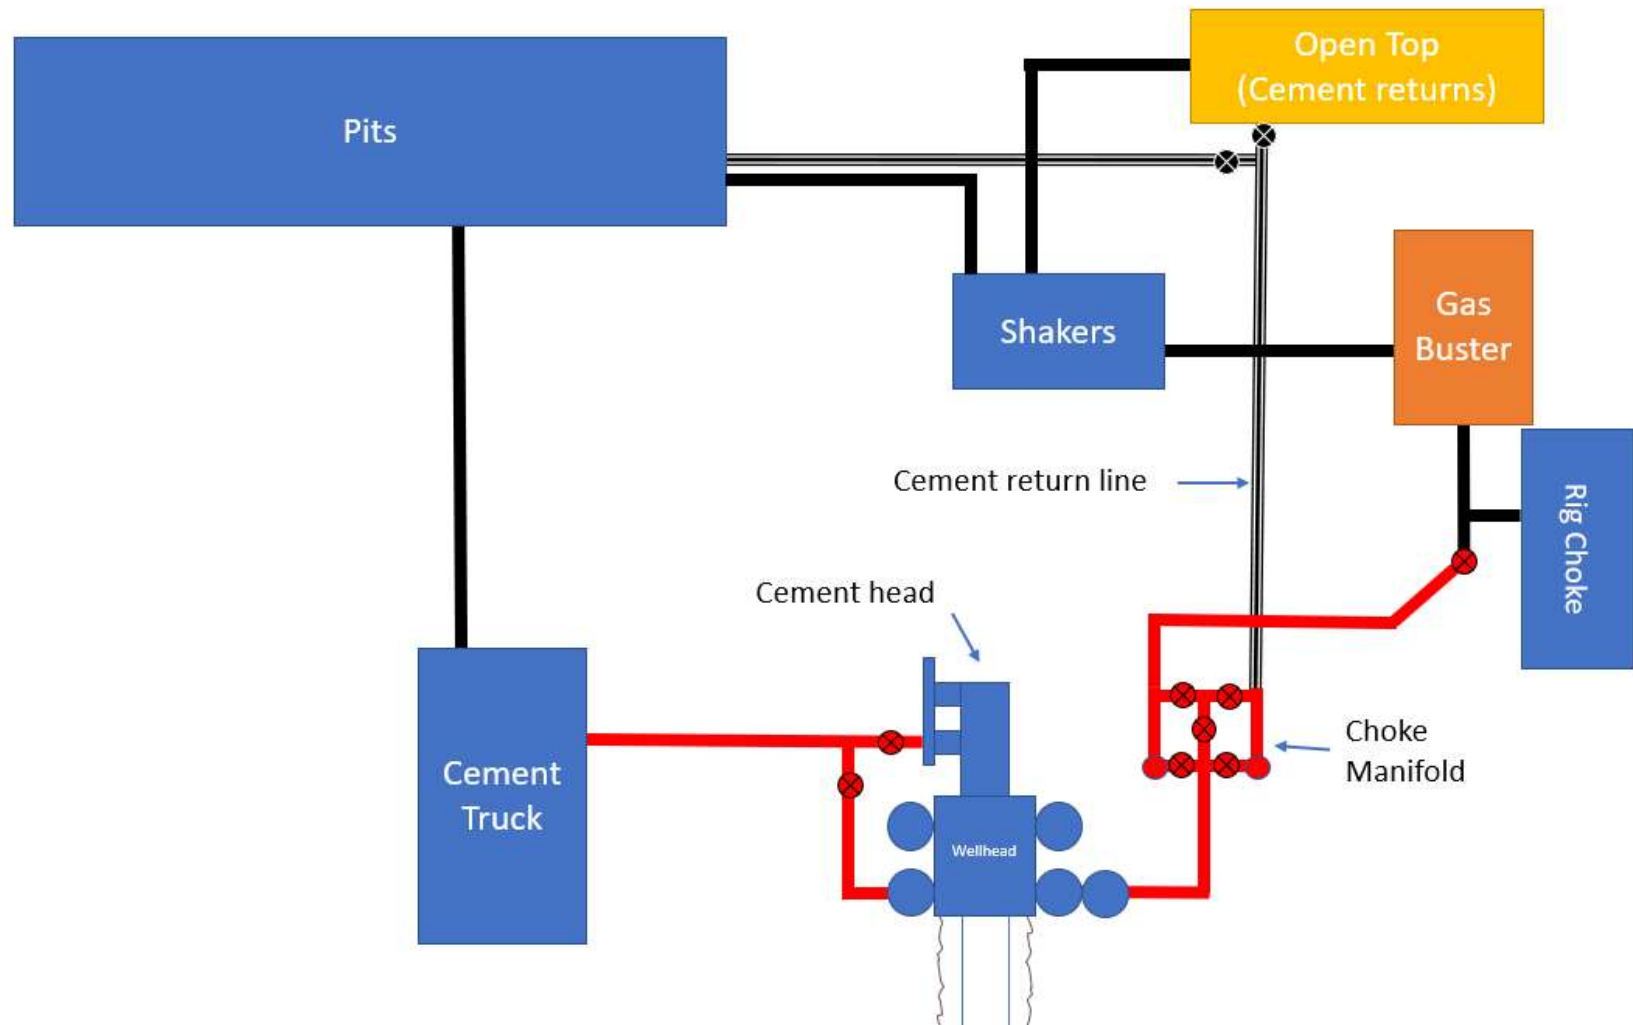 Open Top
(Cement returns)
Pits
Gas
Buster
Shakers
Cement return line
Rig Choke
Cement head
Choke
Manifold
Cement
Truck
Wellhead